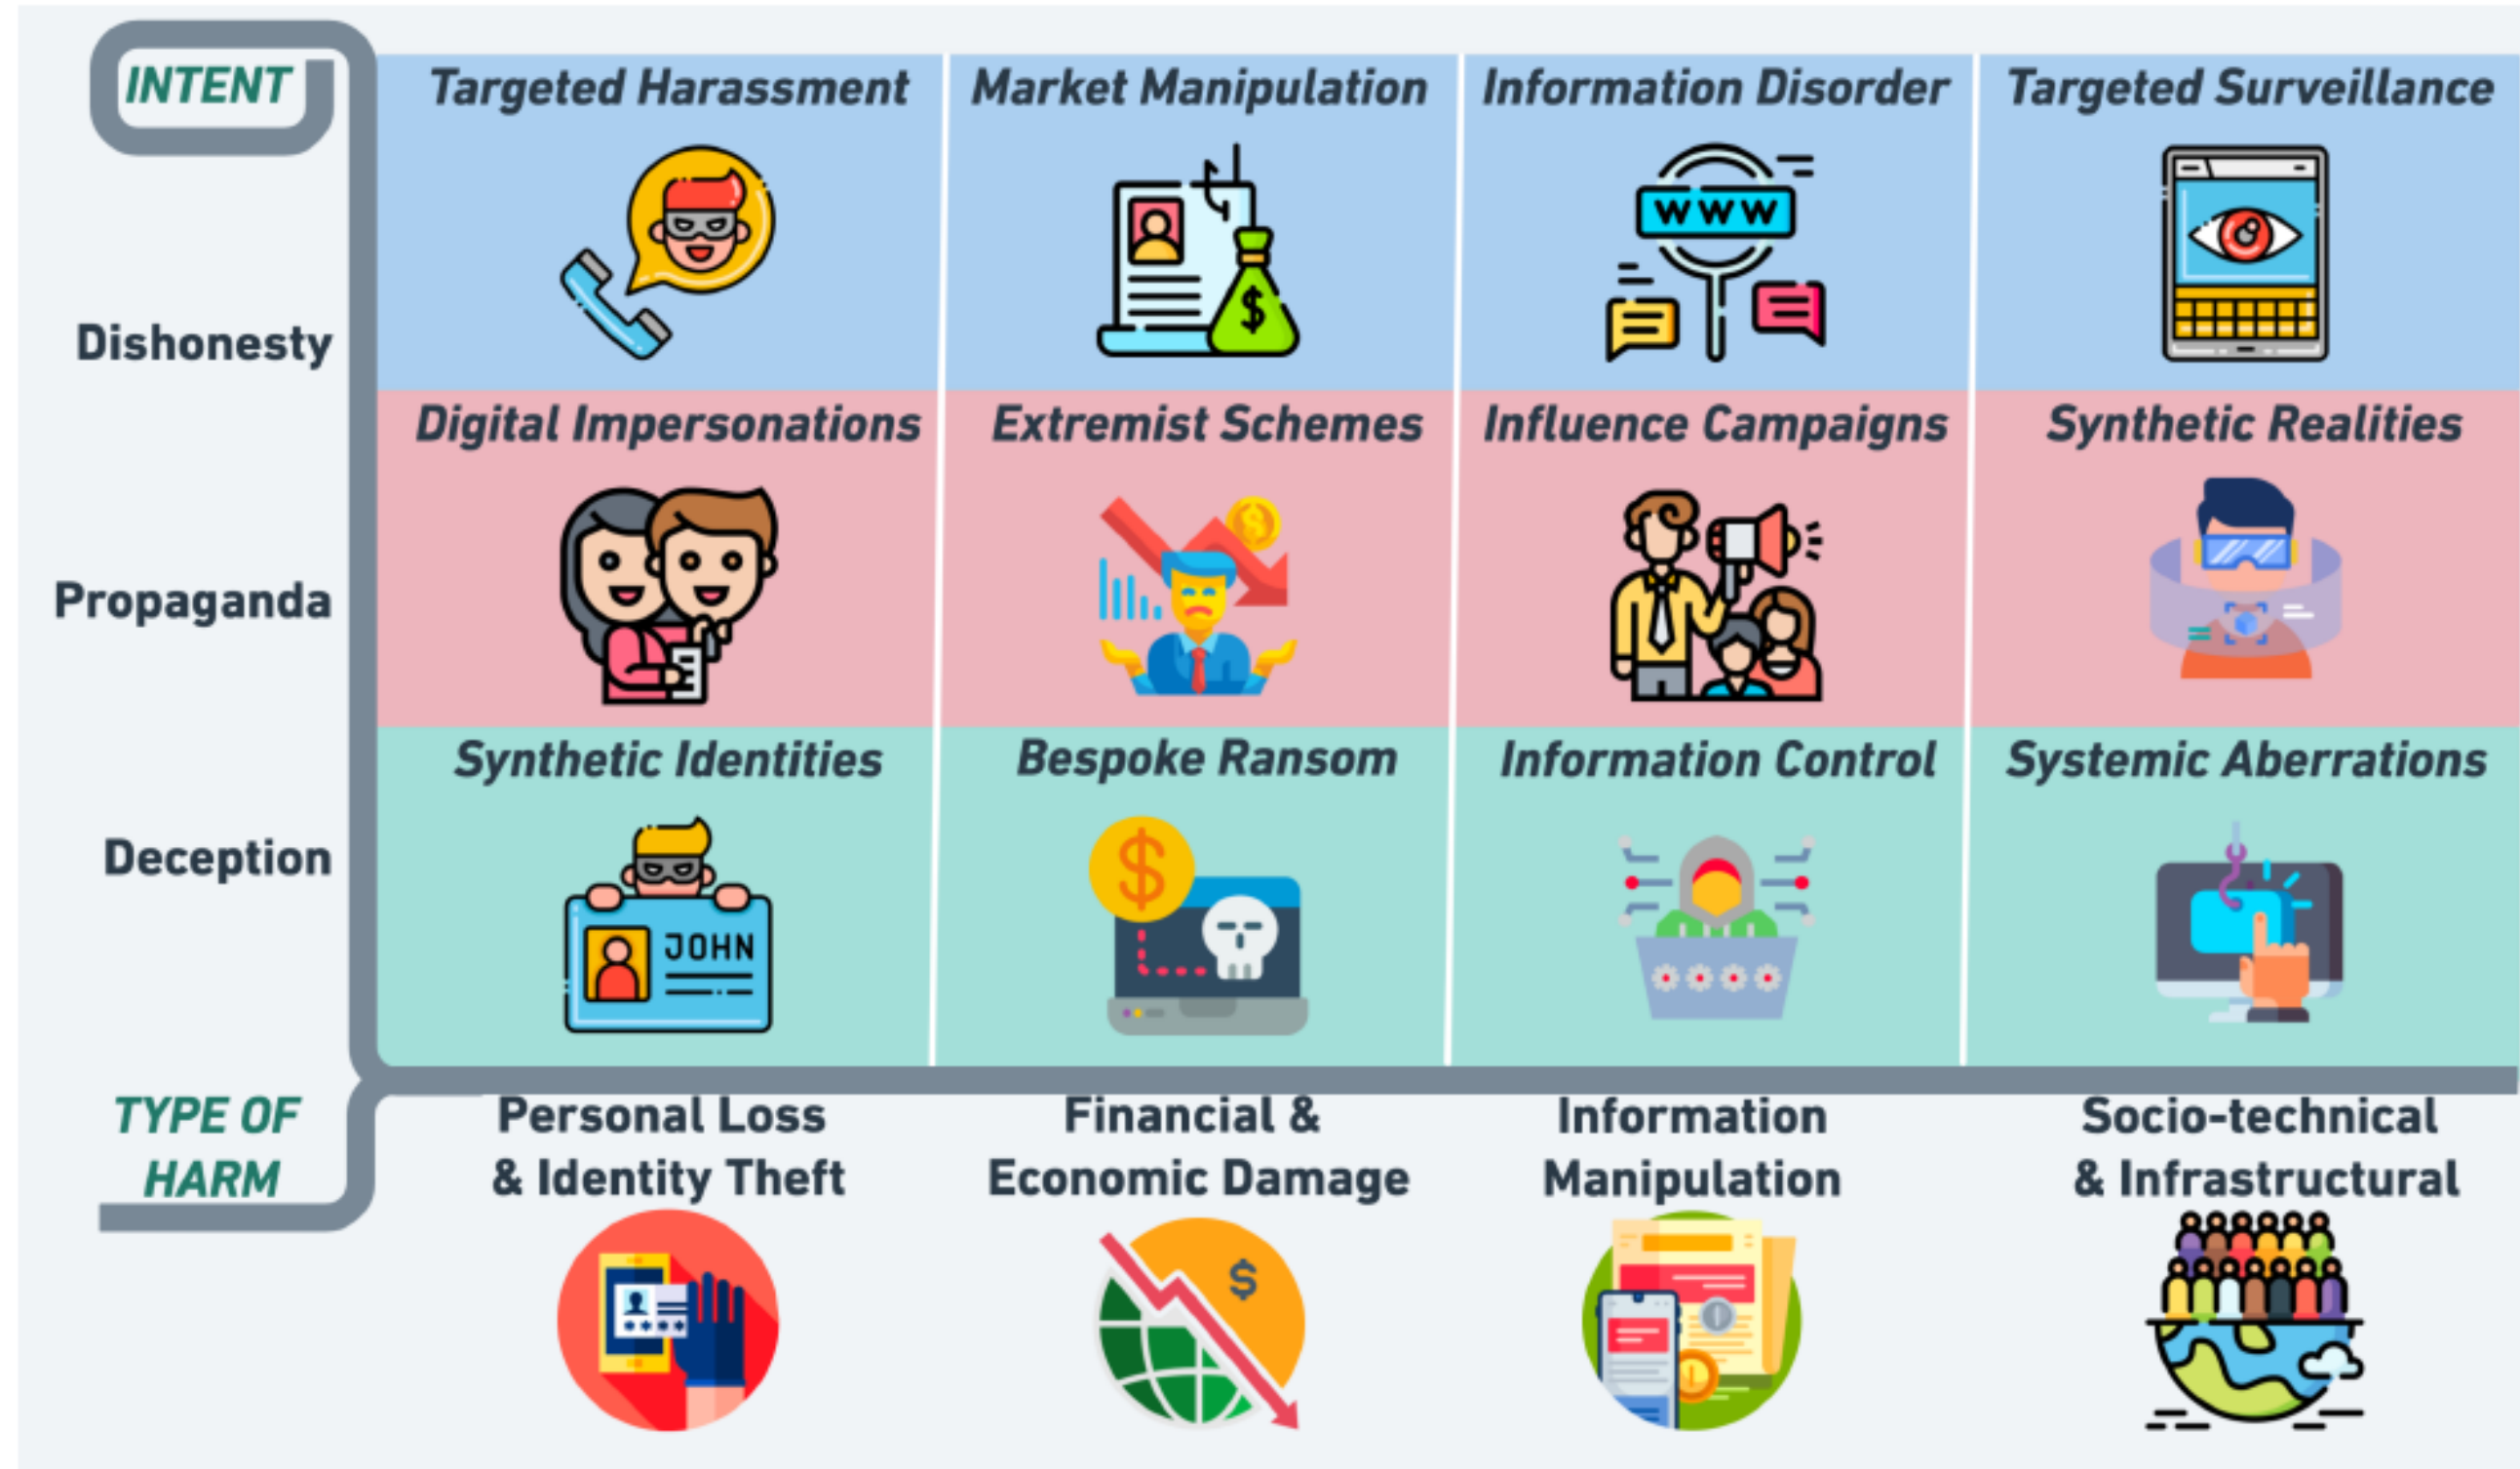 INTENT
Targeted Harassment
Market Manipulation
Information Disorder
Targeted Surveillance
WWW
$
Dishonesty
Digital Impersonations
Extremist Schemes
Influence Campaigns
Synthetic Realities
$
Propaganda
Synthetic Identities
Bespoke Ransom
Information Control
Systemic Aberrations
$
JOHN
Deception
TYPE OF
HARM
Personal Loss
& Identity Theft
Financial &
Economic Damage
Information
Manipulation
Socio-technical
& Infrastructural
$